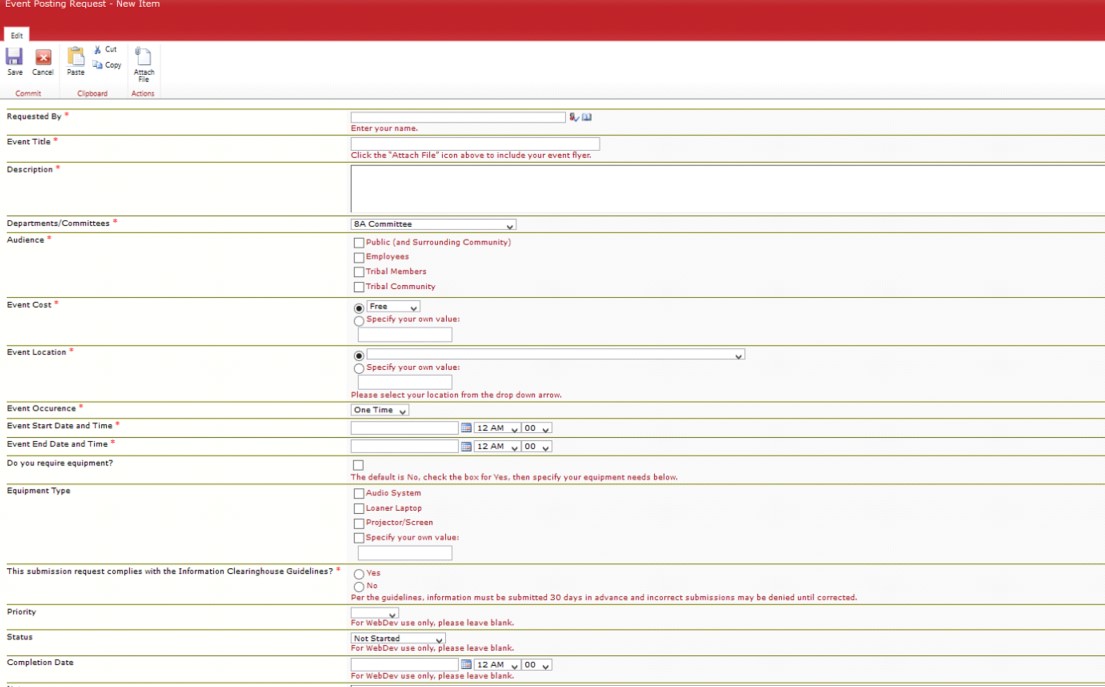 Event Posting Request - New Item
Edit
Save
Cancel
Paste
Cut
Copy
Attach
File
Commit
Clipboard
Actions
Requested By *
Enter your name.
Event Title *
Click the "Attach File" icon above to include your event flyer.
Description *
Departments/Committees *
8A Committee
Audience *
Public (and Surrounding Community)
Employees
Tribal Members
Tribal Community
Event Cost *
Free
Specify your own value:
Event Location *
Specify your own value:
Please select your location from the drop down arrow.
Event Occurence *
One Time
Event Start Date and Time *
12 AM 00
Event End Date and Time *
12 AM 00
Do you require equipment?
The default is No, check the box for Yes, then specify your equipment needs below.
Equipment Type
Audio System
Loaner Laptop
Projector/Screen
Specify your own value:
This submission request complies with the Information Clearinghouse Guidelines? *
Yes
No
Per the guidelines, information must be submitted 30 days in advance and incorrect submissions may be denied until corrected.
Priority
For WebDev use only, please leave blank.
Status
Not Started
For WebDev use only, please leave blank.
Completion Date
12 AM 00
For WebDev use only, please leave blank.